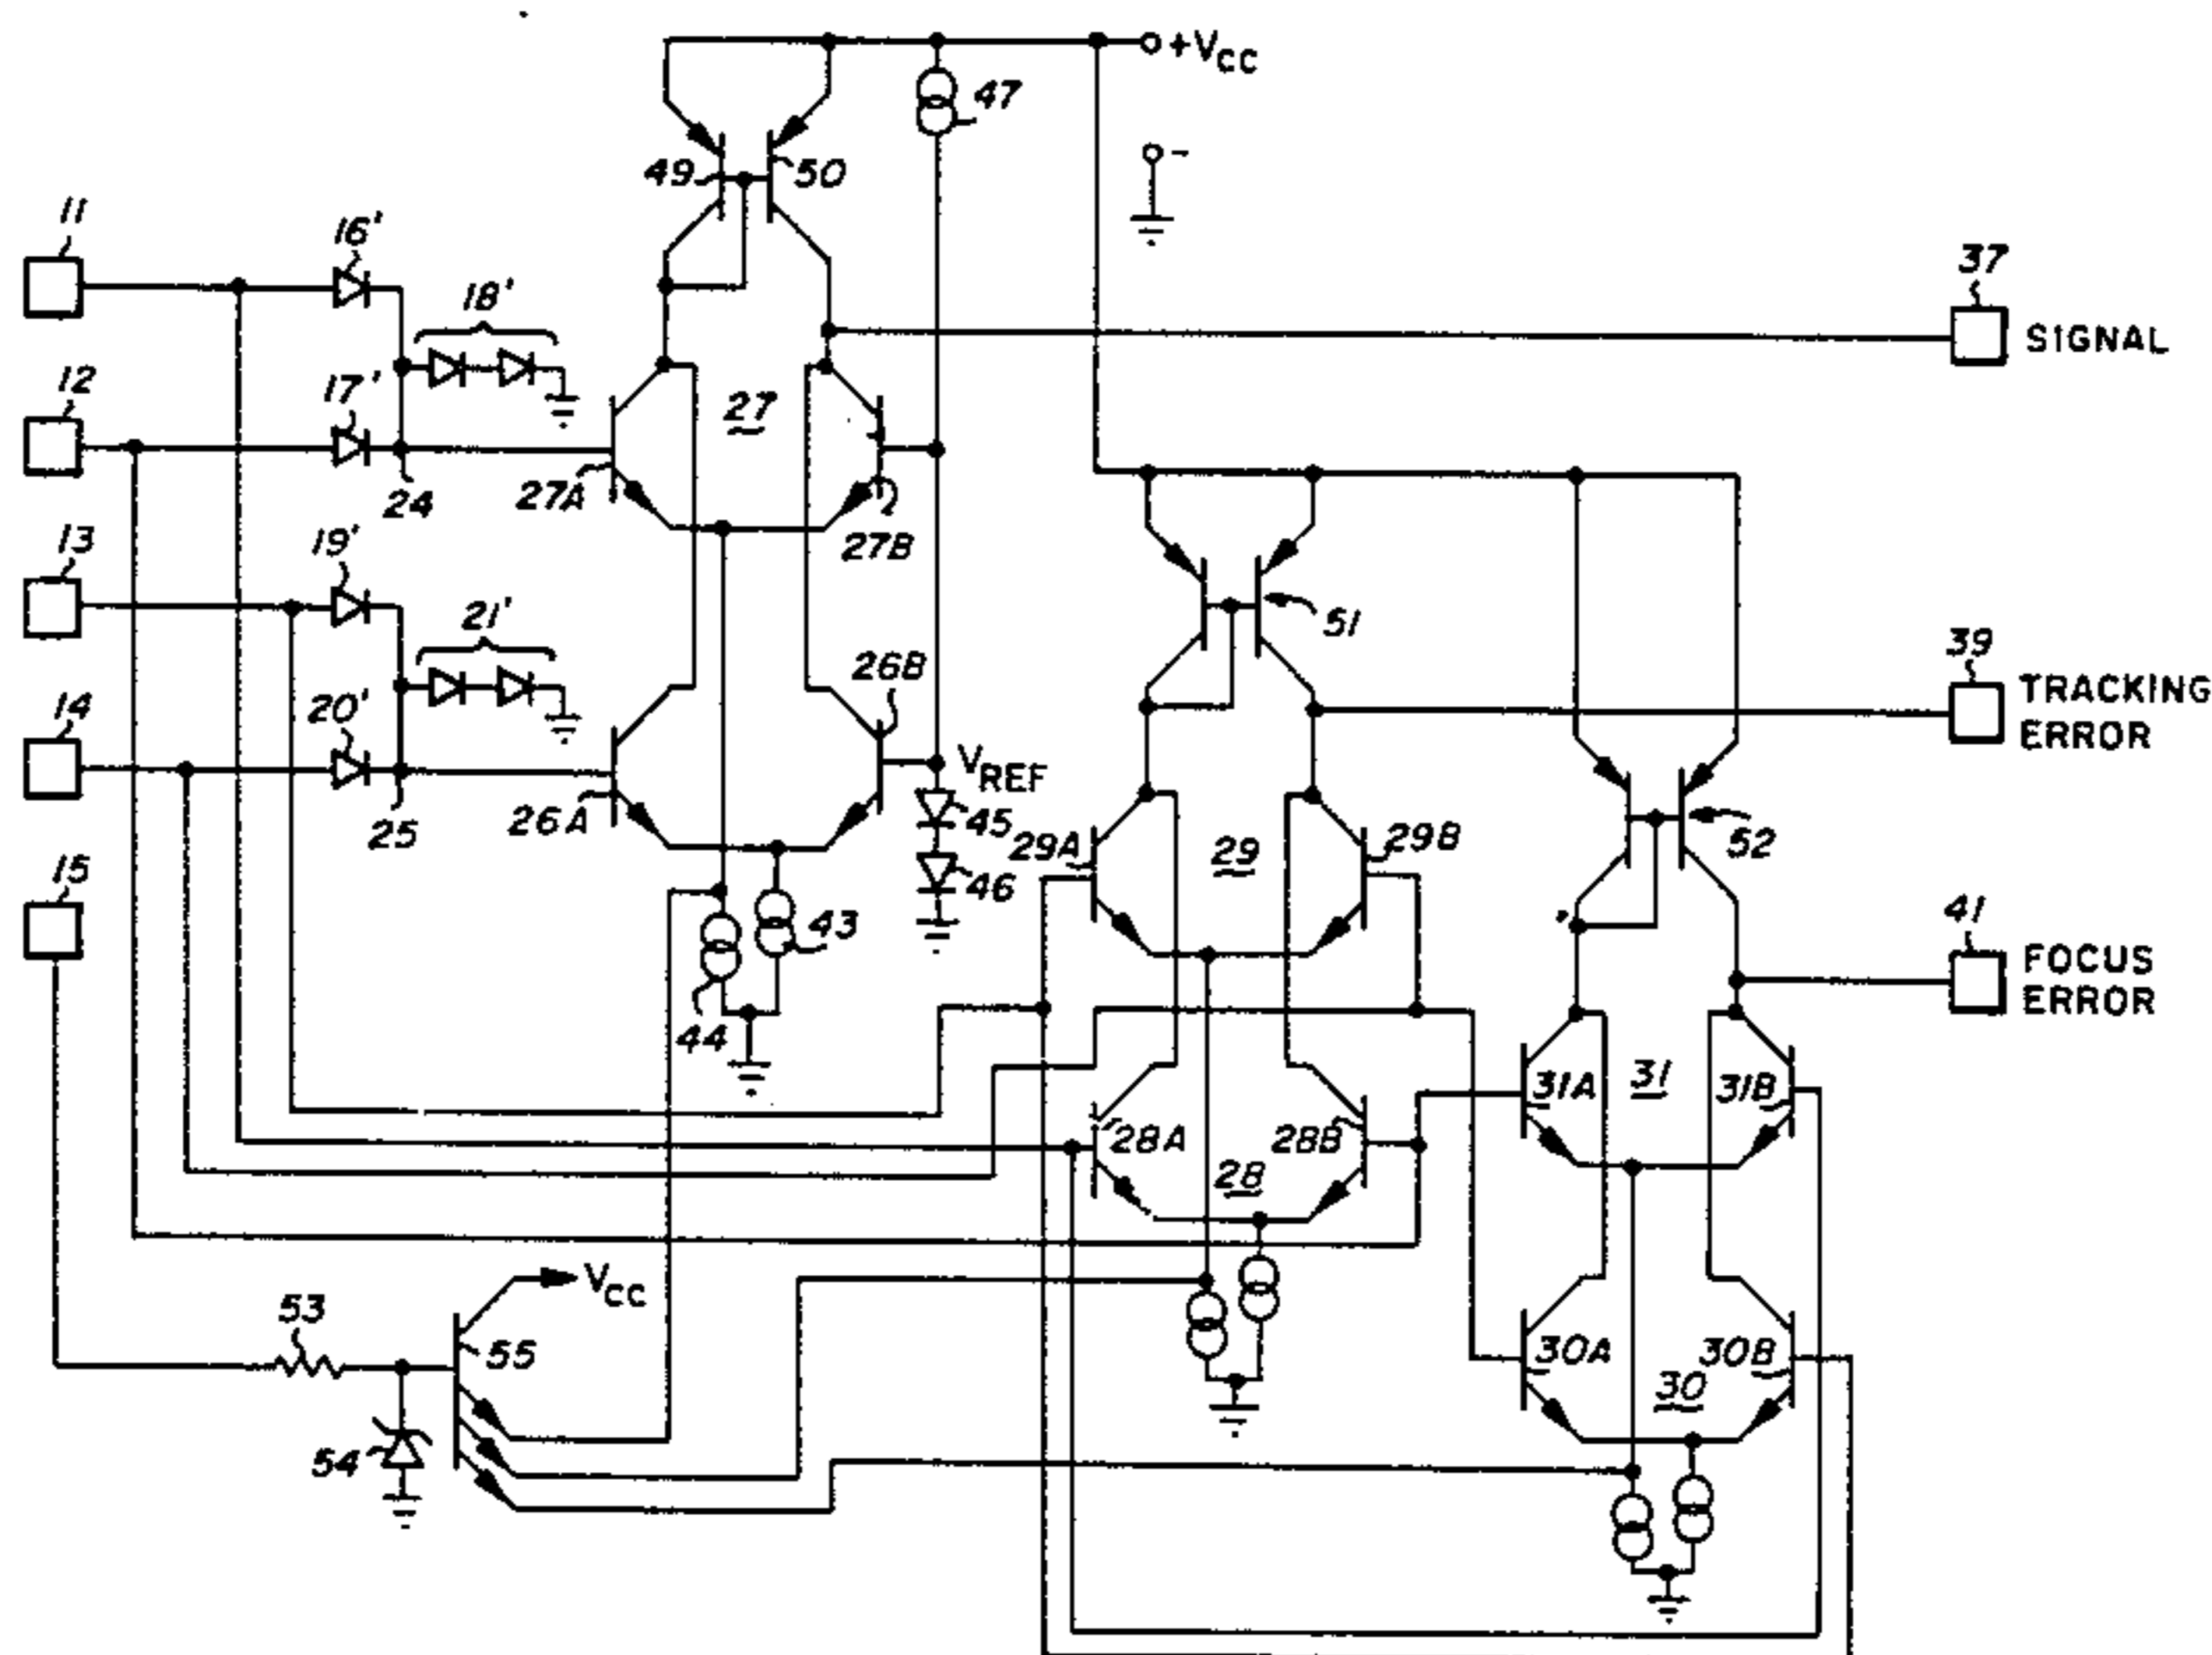 +VCC
47
-
49
50
11
16'
18'
37
SIGNAL
12
17'
27
27A
24
27B
13
19'
21'
51
39
TRACKING
ERROR
26B
14
20'
VREF
26A
25
45
52
29A
29
29B
46
15
43
41
FOCUS
ERROR
44
31A
31
31B
28A
28B
28
VCC
53
55
30A
30B
30
54